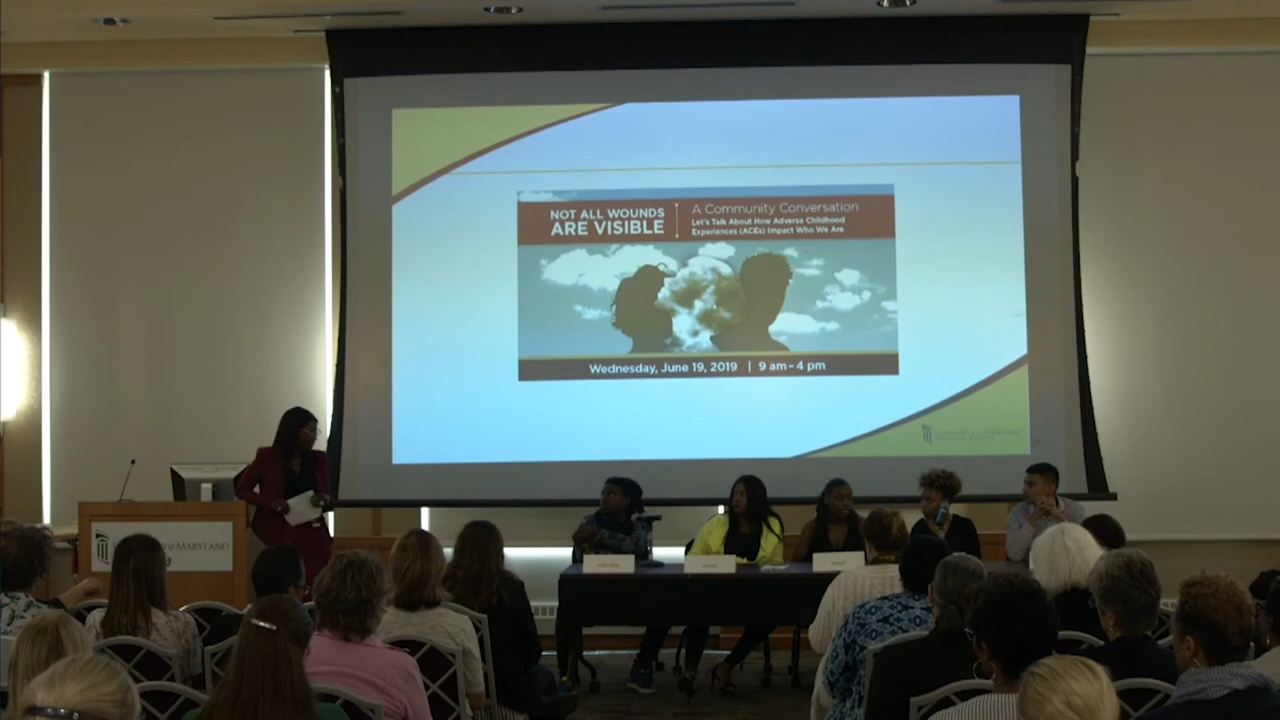 NOT ALL WOUNDS
ARE VISIBLE
A Community Conversation
Let's Talk About How Adverse Childhood
Experiences (ACEs) Impact Who We Are
Wednesday, June 19, 2019 | 9 am – 4 pm
of MARYLAND